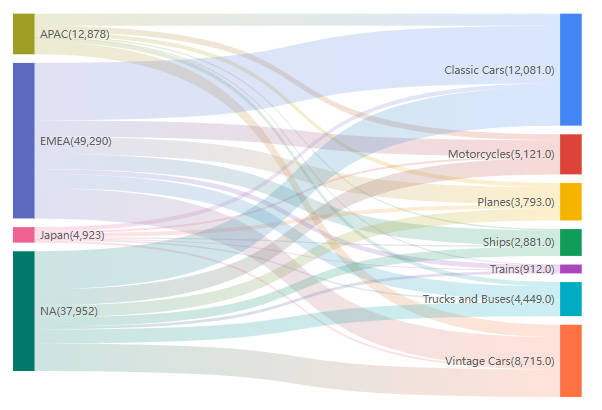 APAC(12,878)
EMEA(49,290)
Japan(4,923)
NA(37,952)
Classic Cars(12,081.0)
Motorcycles(5,121.0)
Planes(3,793.0)
Ships(2,881.0)
Trains(912.0)
Trucks and Buses(4,449.0)
Vintage Cars(8,715.0)